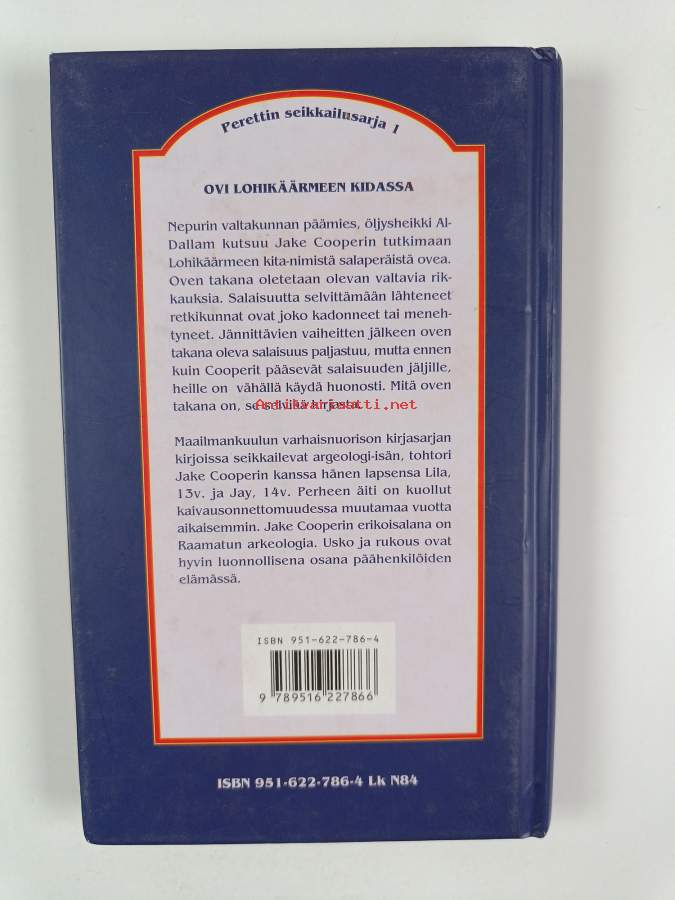 Perettin seikkailusarja 1
OVI LOHIKÄÄRMEEN KIDASSA
Nepurin valtakunnan päämies, öljysheikki Al-
Dallam kutsuu Jake Cooperin tutkimaan
Lohikäärmeen kita-nimistä salaperäistä ovea.
Oven takana oletetaan olevan valtavia rik-
kauksia. Salaisuutta selvittämään lähteneet
retkikunnat ovat joko kadonneet tai meneh-
tyneet. Jännittävien vaiheitten jälkeen oven
takana oleva salaisuus paljastuu, mutta ennen
kuin Cooperit pääsevät salaisuuden jäljille,
heille on vähällä käydä huonosti. Mitä oven
takana on, se selviää kirjasta.
Antikvariaatti.net
Maailmankuulun varhaisnuorison kirjasarjan
kirjoissa seikkailevat argeologi-isän, tohtori
Jake Cooperin kanssa hänen lapsensa Lila,
13v. ja Jay, 14v. Perheen äiti on kuollut
kaivausonnettomuudessa muutamaa vuotta
aikaisemmin. Jake Cooperin erikoisalana on
Raamatun arkeologia. Usko ja rukous ovat
hyvin luonnollisena osana päähenkilöiden
elämässä.
ISBN 951-622-786-4
9 789516 227866
ISBN 951-622-786-4 Lk N84